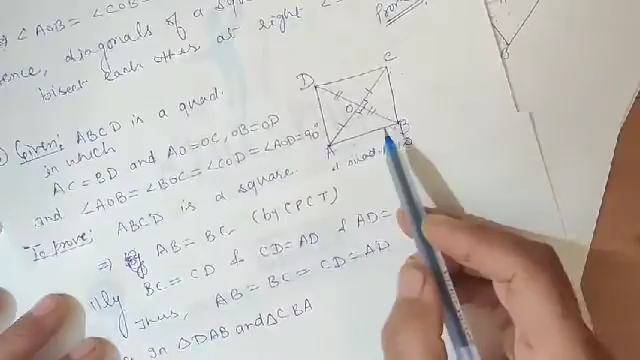 ∠AOB = ∠COB =
Hence, diagonals of a square
bisect each other at right ∠
Given: ABCD is a quad.
in which
AC = BD and AO = OC, OB = OD
and ∠AOB = ∠BOC = ∠COD = ∠AOD = 90°
To prove: ABCD is a square.
D C
O
A B
⇒ AB = BC (by CPCT)
BC = CD & CD = AD & AD =
Thus, AB = BC = CD = AD
In △DAB and △CBA